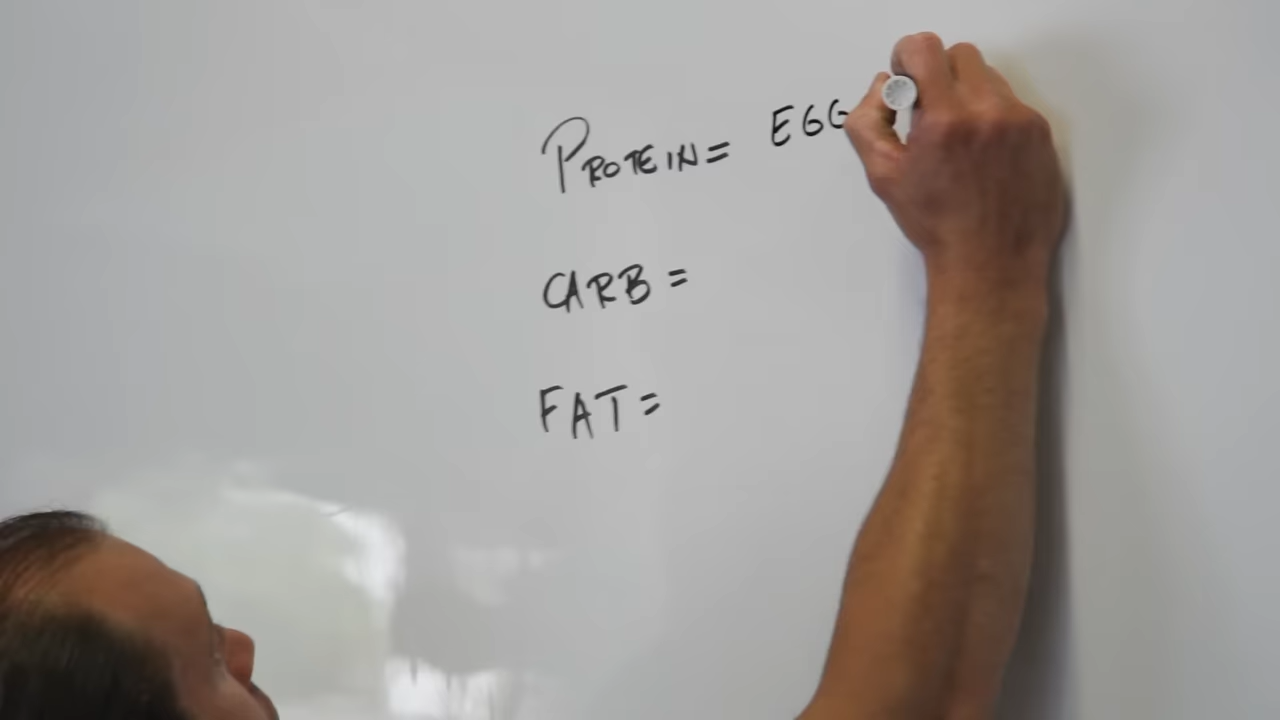 PROTEIN = EGG
CARB =
FAT =